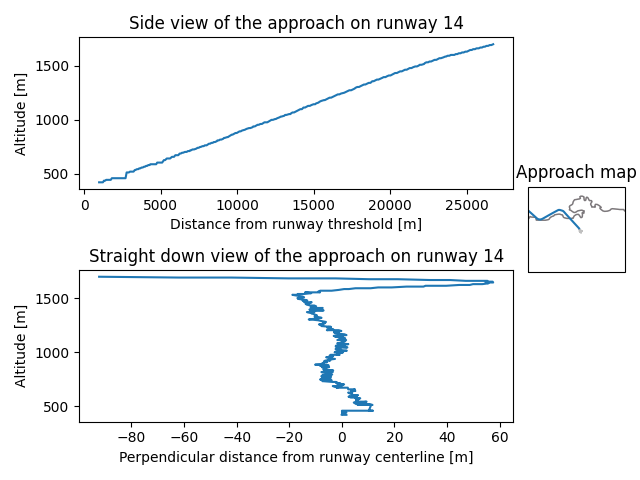 Side view of the approach on runway 14
Altitude [m]
1500
1000
500
0 5000 10000 15000 20000 25000
Distance from runway threshold [m]
Approach map
Straight down view of the approach on runway 14
Altitude [m]
1500
1000
500
−80 −60 −40 −20 0 20 40 60
Perpendicular distance from runway centerline [m]